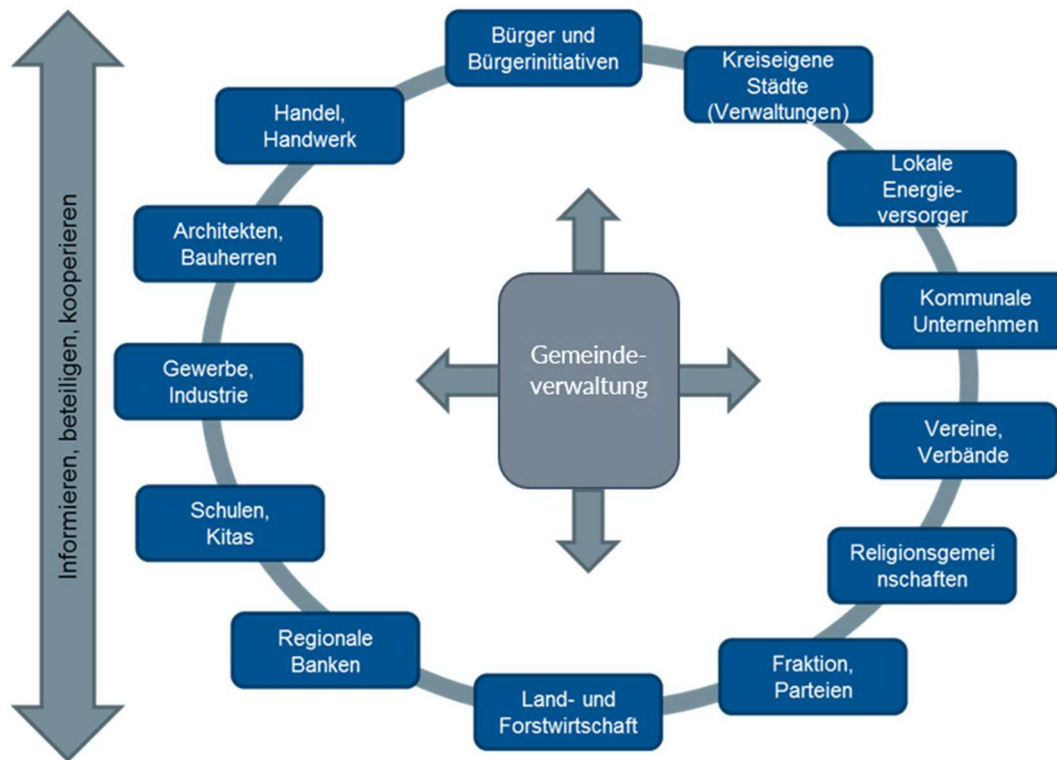 Informieren, beteiligen, kooperieren
Bürger und
Bürgerinitiativen
Kreiseigene
Städte
(Verwaltungen)
Lokale
Energie-
versorger
Kommunale
Unternehmen
Vereine,
Verbände
Religionsgemei
nschaften
Fraktion,
Parteien
Land- und
Forstwirtschaft
Regionale
Banken
Schulen,
Kitas
Gewerbe,
Industrie
Architekten,
Bauherren
Handel,
Handwerk
Gemeinde-
verwaltung